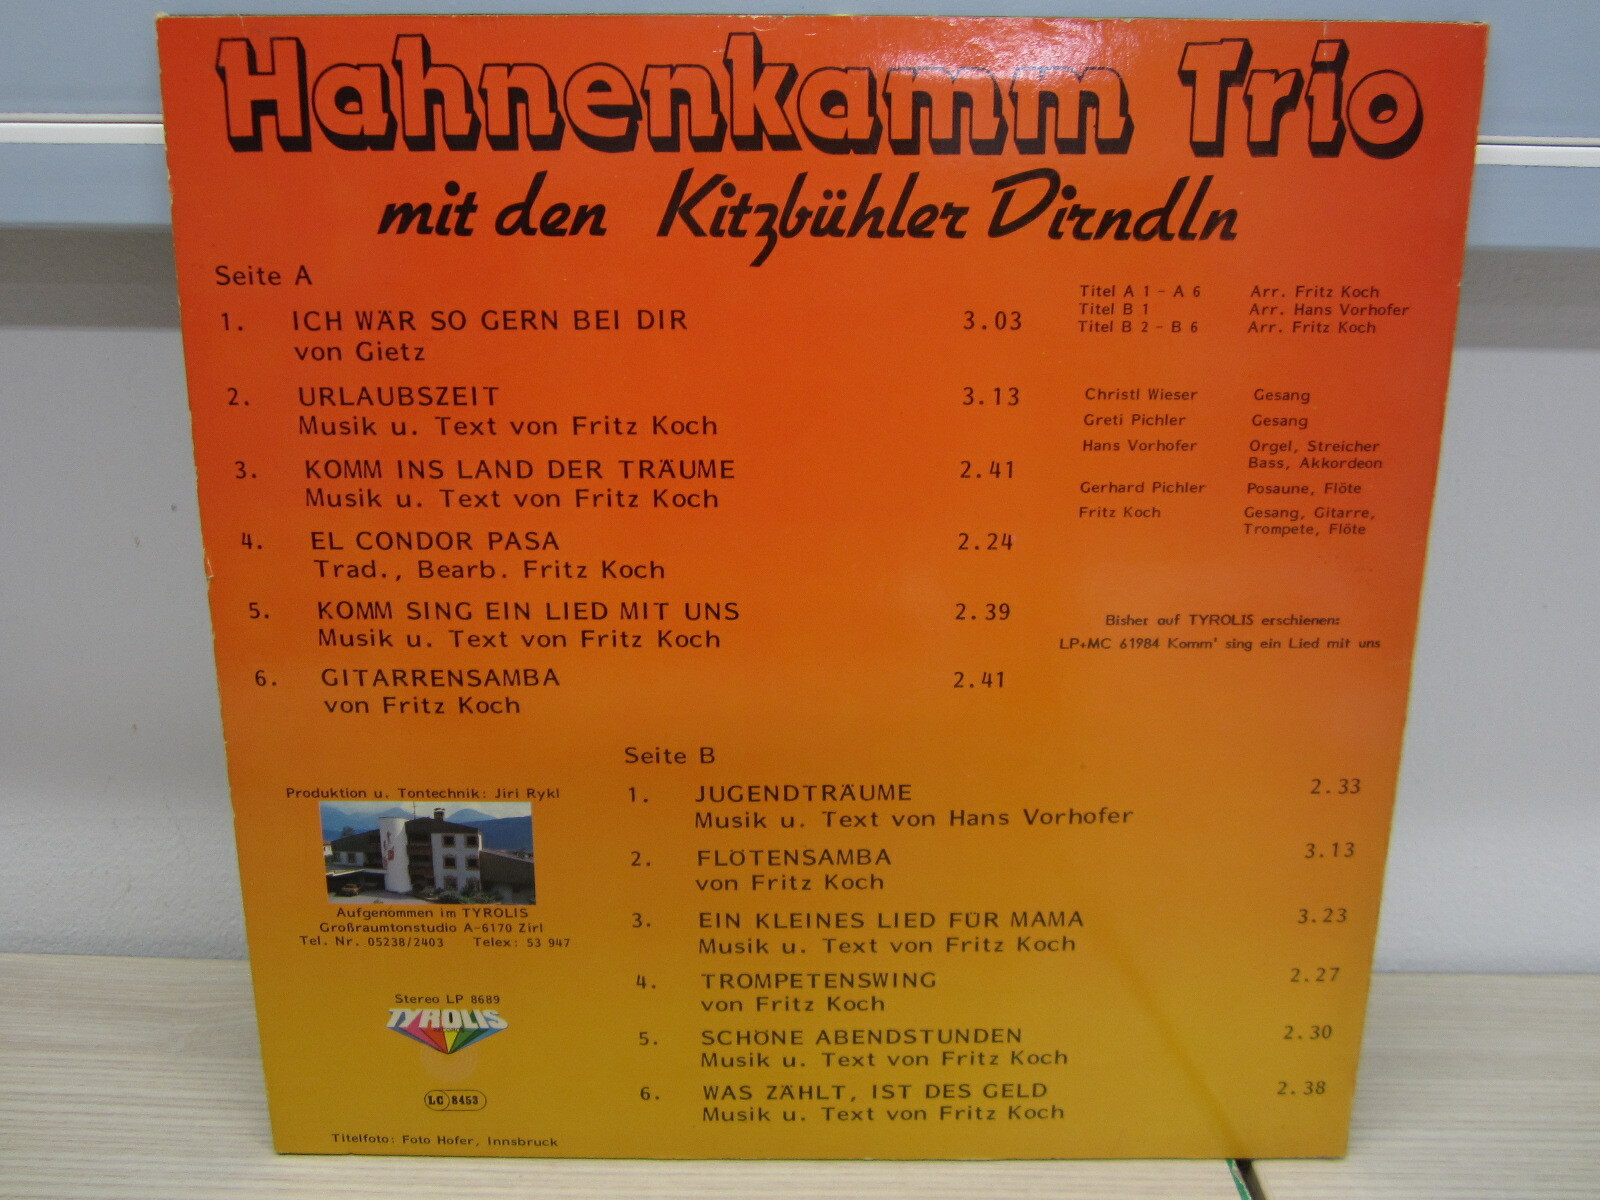 Hahnenkamm Trio
mit den Kitzbühler Dirndln
Seite A
1. ICH WÄR SO GERN BEI DIR 3.03
von Gietz
2. URLAUBSZEIT 3.13
Musik u. Text von Fritz Koch
3. KOMM INS LAND DER TRÄUME 2.41
Musik u. Text von Fritz Koch
4. EL CONDOR PASA 2.24
Trad., Bearb. Fritz Koch
5. KOMM SING EIN LIED MIT UNS 2.39
Musik u. Text von Fritz Koch
6. GITARRENSAMBA 2.41
von Fritz Koch
Titel A 1 - A 6 Arr. Fritz Koch
Titel B 1 Arr. Hans Vorhofer
Titel B 2 - B 6 Arr. Fritz Koch
Christl Wieser Gesang
Greti Pichler Gesang
Hans Vorhofer Orgel, Streicher
Bass, Akkordeon
Gerhard Pichler Posaune, Flöte
Fritz Koch Gesang, Gitarre,
Trompete, Flöte
Bisher auf TYROLIS erschienen:
LP+MC 61984 Komm' sing ein Lied mit uns
Seite B
1. JUGENDTRÄUME 2.33
Musik u. Text von Hans Vorhofer
2. FLÖTENSAMBA 3.13
von Fritz Koch
3. EIN KLEINES LIED FÜR MAMA 3.23
Musik u. Text von Fritz Koch
4. TROMPETENSWING 2.27
von Fritz Koch
5. SCHÖNE ABENDSTUNDEN 2.30
Musik u. Text von Fritz Koch
6. WAS ZÄHLT, IST DES GELD 2.38
Musik u. Text von Fritz Koch
Produktion u. Tontechnik: Jiri Rykl
Aufgenommen im TYROLIS
Großraumtonstudio A-6170 Zirl
Tel. Nr. 05238/2403 Telex: 53 947
Stereo LP 8689
TYROLIS
RECORDS
LC 8453
Titelfoto: Foto Hofer, Innsbruck